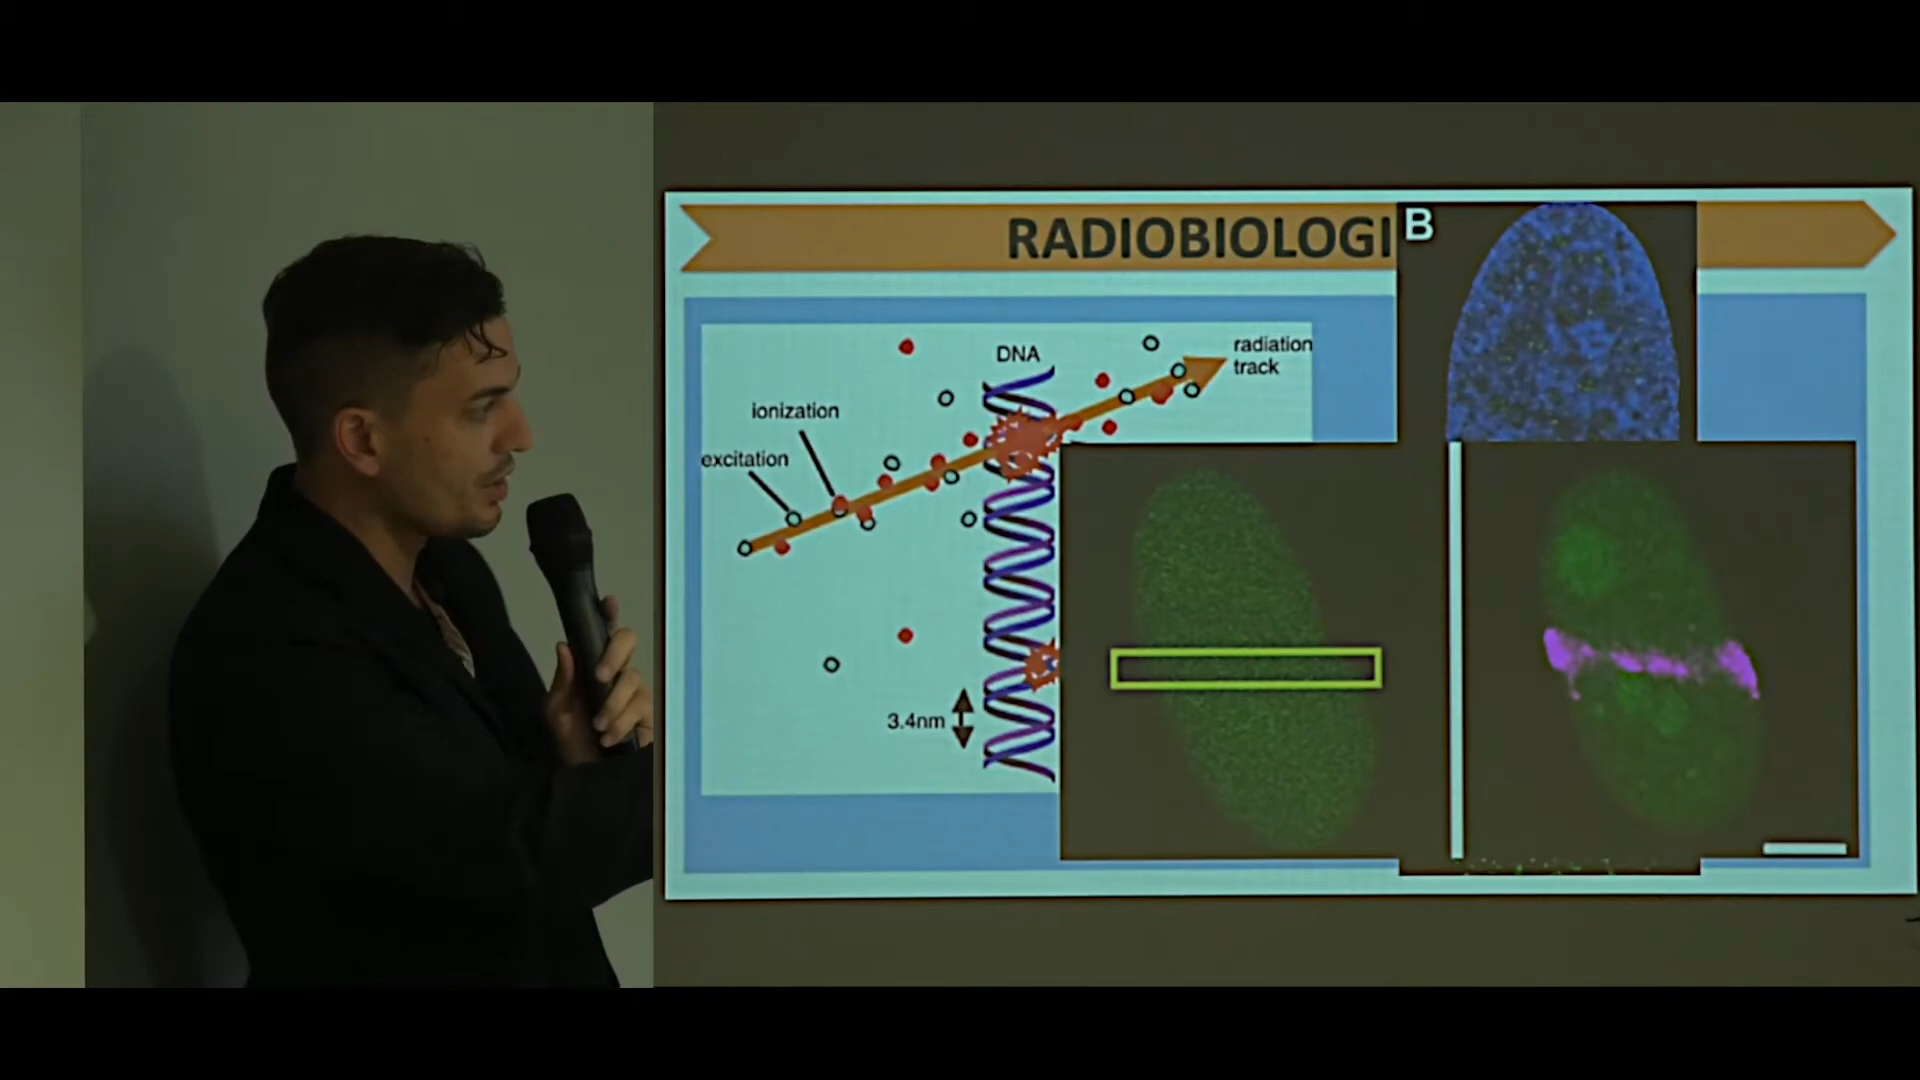 RADIOBIOLOGI
B
DNA
radiation
track
ionization
excitation
3.4nm